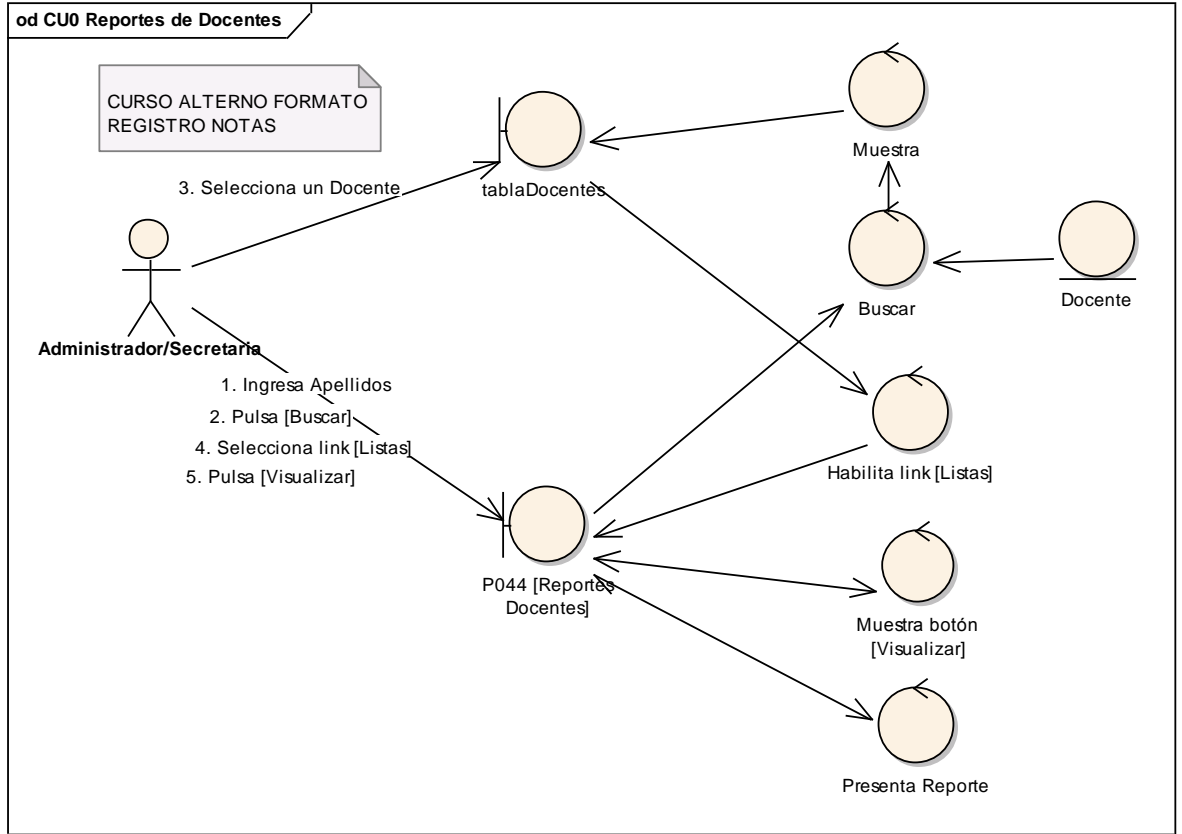 od CU0 Reportes de Docentes
CURSO ALTERNO FORMATO
REGISTRO NOTAS
Muestra
3. Selecciona un Docente
tablaDocentes
Buscar
Docente
Administrador/Secretaria
1. Ingresa Apellidos
2. Pulsa [Buscar]
4. Selecciona link [Listas]
5. Pulsa [Visualizar]
Habilita link [Listas]
P044 [Reportes
Docentes]
Muestra botón
[Visualizar]
Presenta Reporte